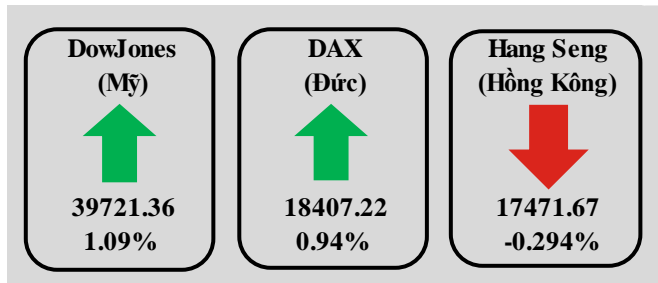 DowJones
(Mỹ)
39721.36
1.09%
DAX
(Đức)
18407.22
0.94%
Hang Seng
(Hồng Kông)
17471.67
-0.294%